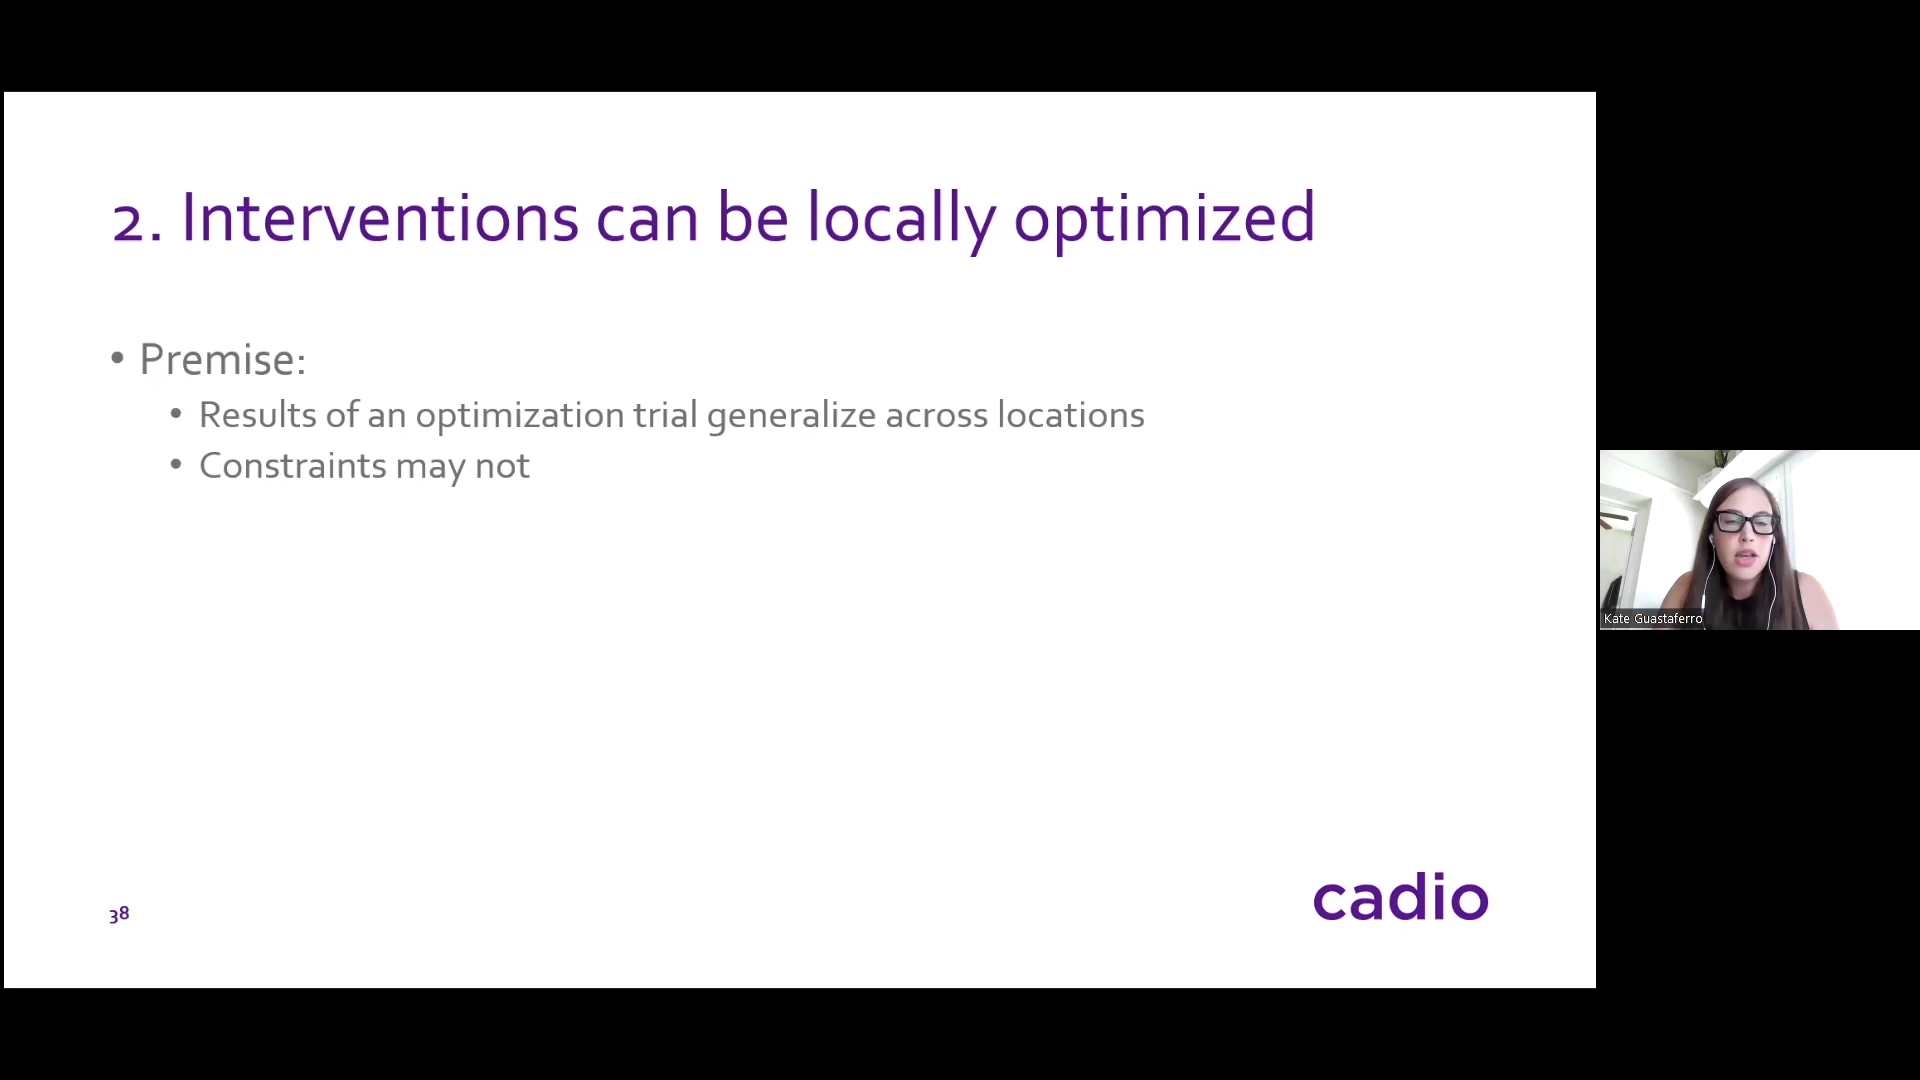 2. Interventions can be locally optimized
• Premise:
• Results of an optimization trial generalize across locations
• Constraints may not
38
cadio
Kate Guastaferro